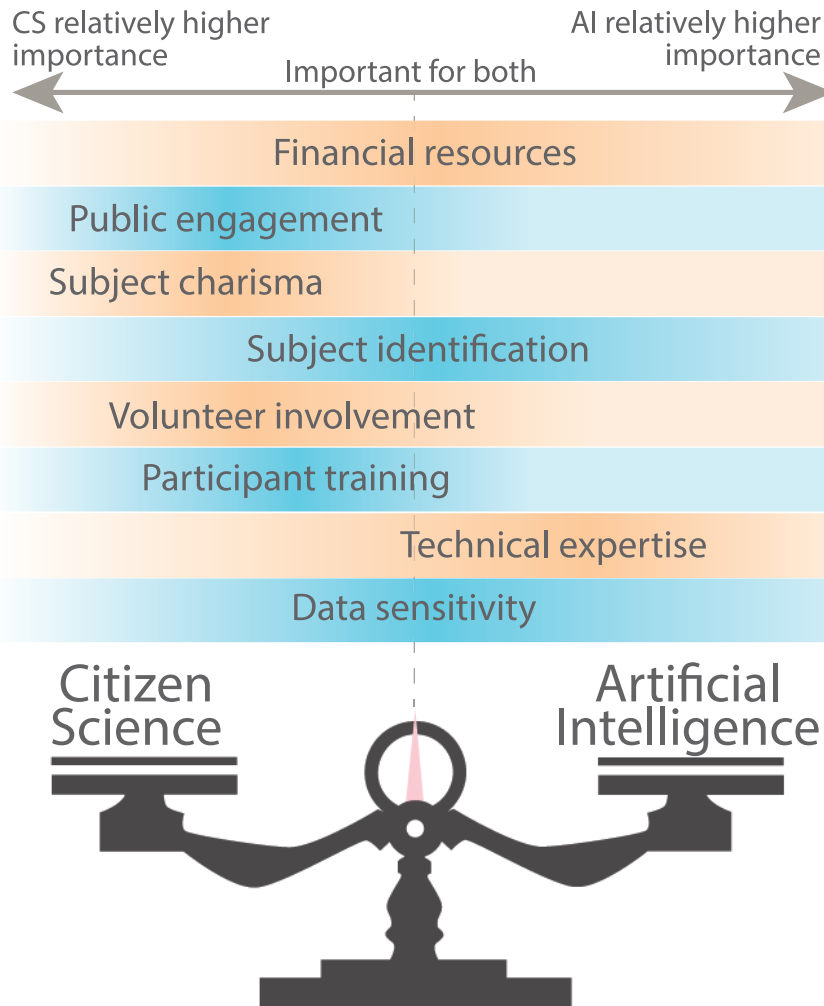 CS relatively higher
importance
Important for both
AI relatively higher
importance
Financial resources
Public engagement
Subject charisma
Subject identification
Volunteer involvement
Participant training
Technical expertise
Data sensitivity
Citizen
Science
Artificial
Intelligence